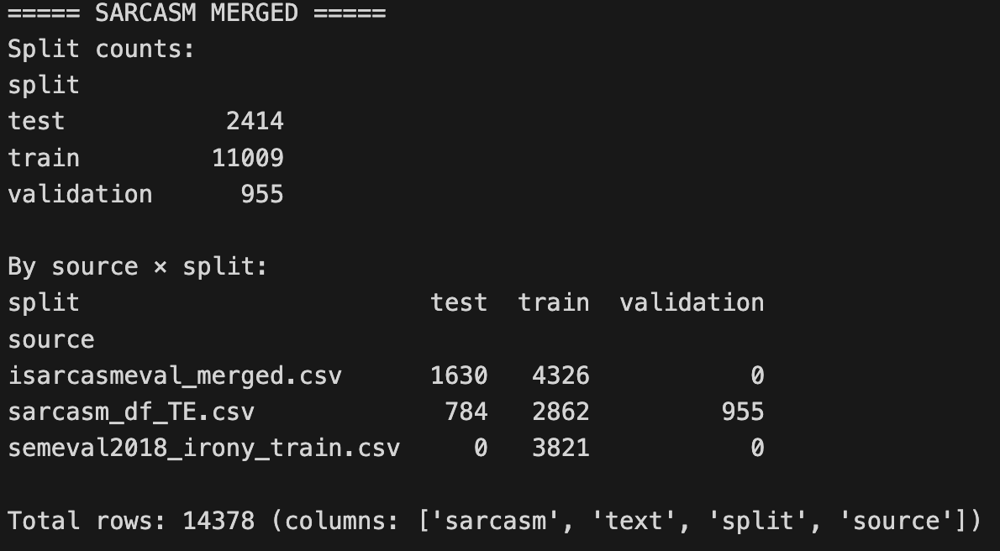 ===== SARCASM MERGED =====
Split counts:
split
test 2414
train 11009
validation 955
By source × split:
split test train validation
source
isarcasmeval_merged.csv 1630 4326 0
sarcasm_df_TE.csv 784 2862 955
semeval2018_irony_train.csv 0 3821 0
Total rows: 14378 (columns: ['sarcasm', 'text', 'split', 'source'])